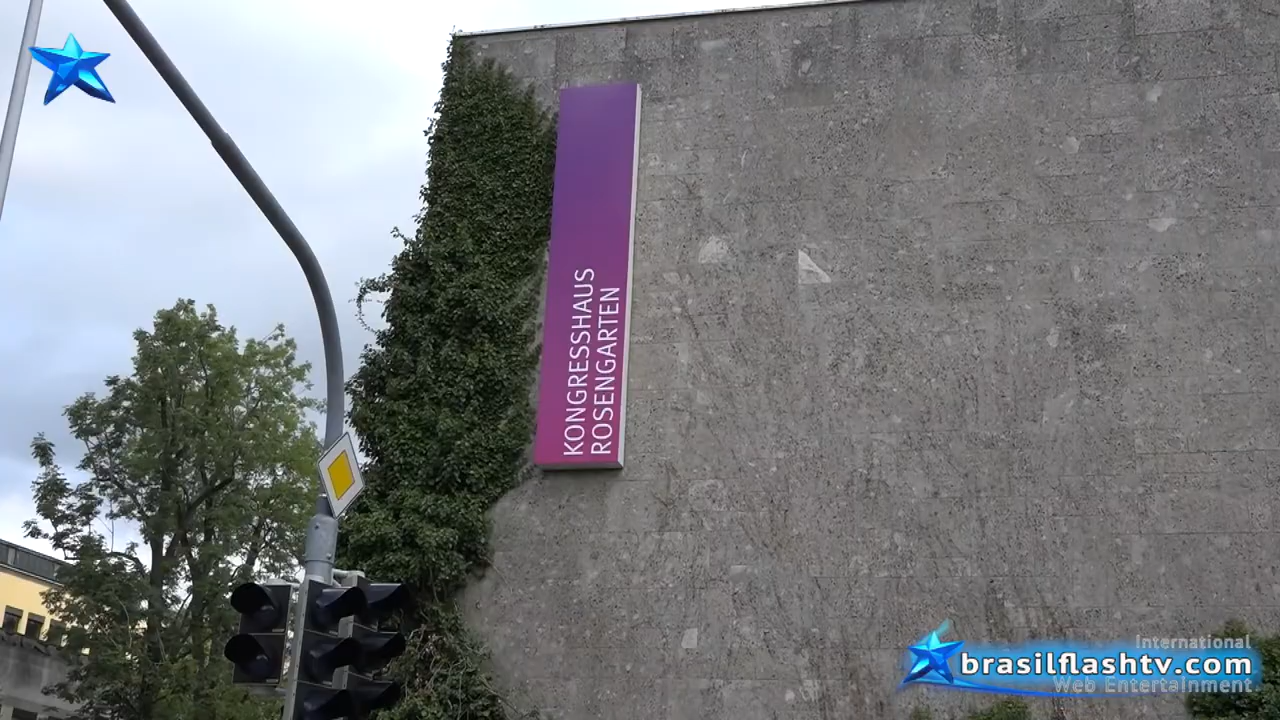 KONGRESSHAUS
ROSENGARTEN
International
brasilflashtv.com
Web Entertainment